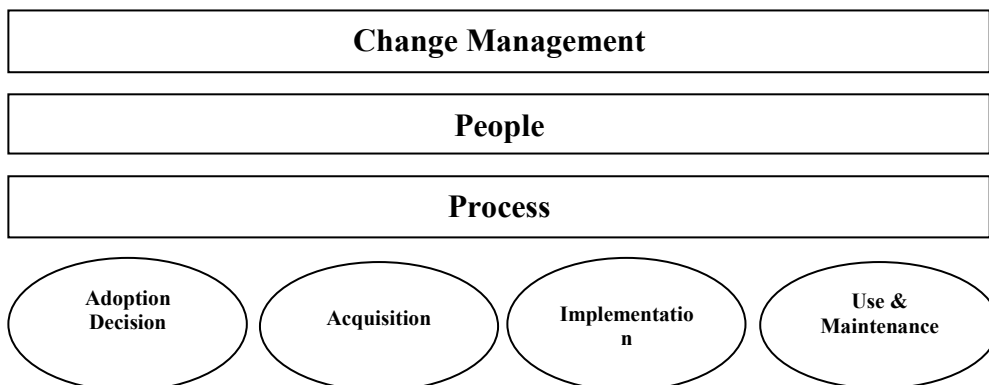 Change Management
People
Process
Adoption
Decision
Acquisition
Implementatio
n
Use &
Maintenance